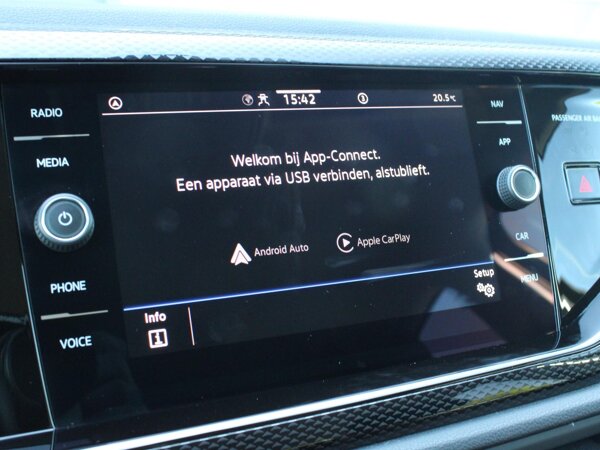 RADIO
MEDIA
PHONE
VOICE
15:42
20.5°C
Welkom bij App-Connect.
Een apparaat via USB verbinden, alstublieft.
Android Auto
Apple CarPlay
Info
Setup
NAV
APP
CAR
MENU
PASSENGER AIR BAG